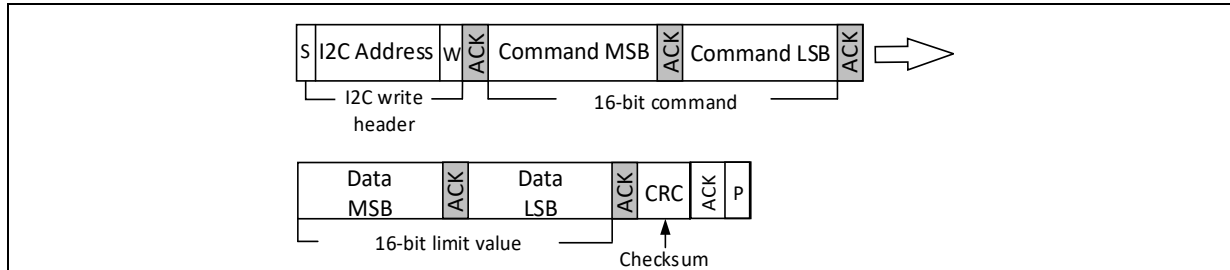 S I2C Address W ACK Command MSB ACK Command LSB ACK
I2C write
header
16-bit command
Data
MSB
ACK
Data
LSB
ACK CRC ACK P
16-bit limit value
Checksum